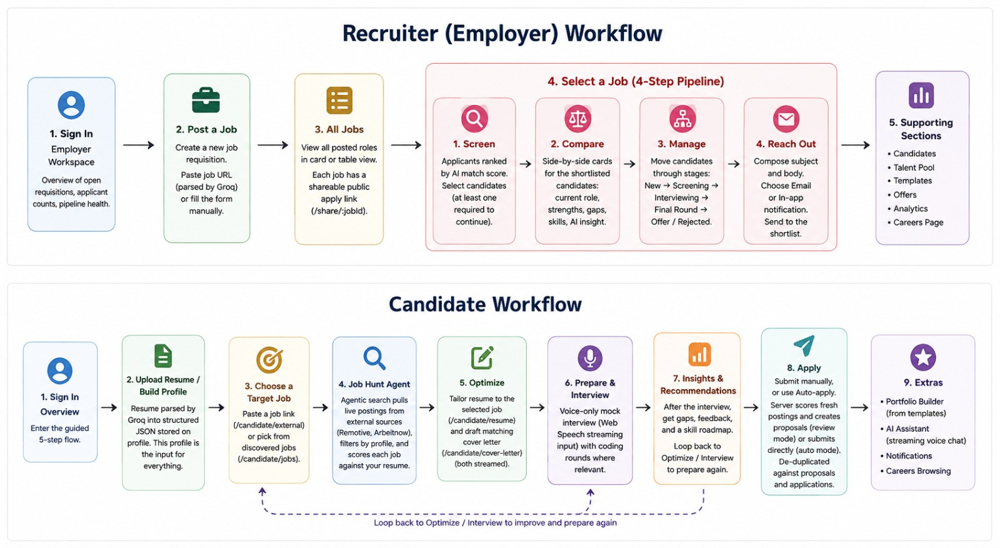 Recruiter (Employer) Workflow
1. Sign In
Employer
Workspace
Overview of open
requisitions, applicant
counts, pipeline health.
2. Post a Job
Create a new job
requisition.
Paste job URL
(parsed by Groq)
or fill the form
manually.
3. All Jobs
View all posted roles
in card or table view.
Each job has a
shareable public
apply link
(/share/:jobId).
4. Select a Job (4-Step Pipeline)
1. Screen
Applicants ranked
by AI match score.
Select candidates
(at least one
required to
continue).
2. Compare
Side-by-side cards
for the shortlisted
candidates:
current role,
strengths, gaps,
skills, AI insight.
3. Manage
Move candidates
through stages:
New → Screening →
Interviewing →
Final Round →
Offer / Rejected.
4. Reach Out
Compose subject
and body.
Choose Email
or In-app
notification.
Send to the
shortlist.
5. Supporting
Sections
• Candidates
• Talent Pool
• Templates
• Offers
• Analytics
• Careers Page
Candidate Workflow
1. Sign In
Overview
Enter the guided
5-step flow.
2. Upload Resume /
Build Profile
Resume parsed by
Groq into structured
JSON stored on
profile. This profile is
the input for
everything.
3. Choose a
Target Job
Paste a job link
(/candidate/external)
or pick from
discovered jobs
(/candidate/jobs).
4. Job Hunt Agent
Agentic search pulls
live postings from
external sources
(Remotive, Arbeitnow),
filters by profile, and
scores each job
against your resume.
5. Optimize
Tailor resume to the
selected job
(/candidate/resume)
and draft matching
cover letter
(/candidate/cover-letter)
(both streamed).
6. Prepare &
Interview
Voice-only mock
interview (Web
Speech streaming
input) with coding
rounds where
relevant.
7. Insights &
Recommendations
After the interview,
get gaps, feedback,
and a skill roadmap.
Loop back to
Optimize / Interview
to prepare again.
8. Apply
Submit manually,
or use Auto-apply.
Server scores fresh
postings and creates
proposals (review
mode) or submits
directly (auto mode).
De-duplicated
against proposals
and applications.
9. Extras
• Portfolio Builder
(from templates)
• AI Assistant
(streaming voice chat)
• Notifications
• Careers Browsing
Loop back to Optimize / Interview to improve and prepare again